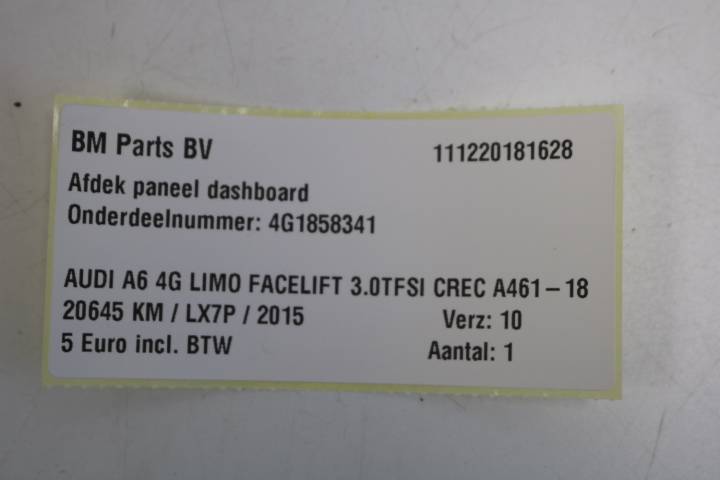 BM Parts BV 111220181628
Afdek paneel dashboard
Onderdeelnummer: 4G1858341
AUDI A6 4G LIMO FACELIFT 3.0TFSI CREC A461-18
20645 KM / LX7P / 2015 Verz: 10
5 Euro incl. BTW Aantal: 1